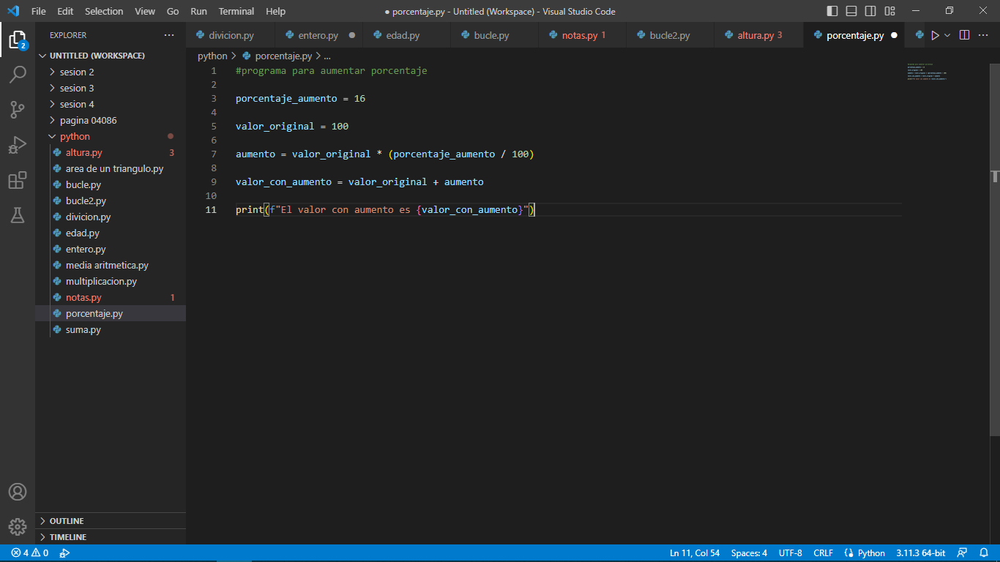 File Edit Selection View Go Run Terminal Help ● porcentaje.py - Untitled (Workspace) - Visual Studio Code
EXPLORER ···
divicion.py entero.py ● edad.py bucle.py notas.py 1 bucle2.py altura.py 3 porcentaje.py ●
python > porcentaje.py > ...
2
UNTITLED (WORKSPACE)
sesion 2
sesion 3
sesion 4
pagina 04086
python
altura.py 3
area de un triangulo.py
bucle.py
bucle2.py
divicion.py
edad.py
entero.py
media aritmetica.py
multiplicacion.py
notas.py 1
porcentaje.py
suma.py
OUTLINE
TIMELINE
1 #programa para aumentar porcentaje
2
3 porcentaje_aumento = 16
4
5 valor_original = 100
6
7 aumento = valor_original * (porcentaje_aumento / 100)
8
9 valor_con_aumento = valor_original + aumento
10
11 print(f"El valor con aumento es {valor_con_aumento}")
4 0 Ln 11, Col 54 Spaces: 4 UTF-8 CRLF Python 3.11.3 64-bit